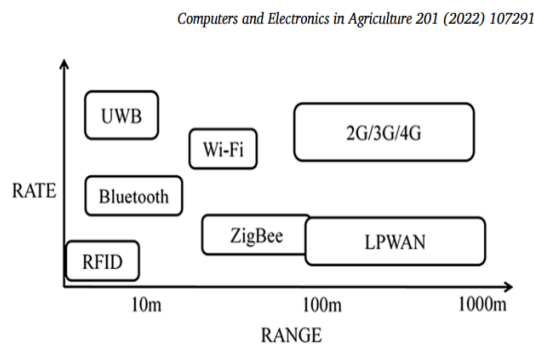 Computers and Electronics in Agriculture 201 (2022) 107291
UWB
2G/3G/4G
Wi-Fi
RATE
Bluetooth
ZigBee
LPWAN
RFID
10m
100m
1000m
RANGE